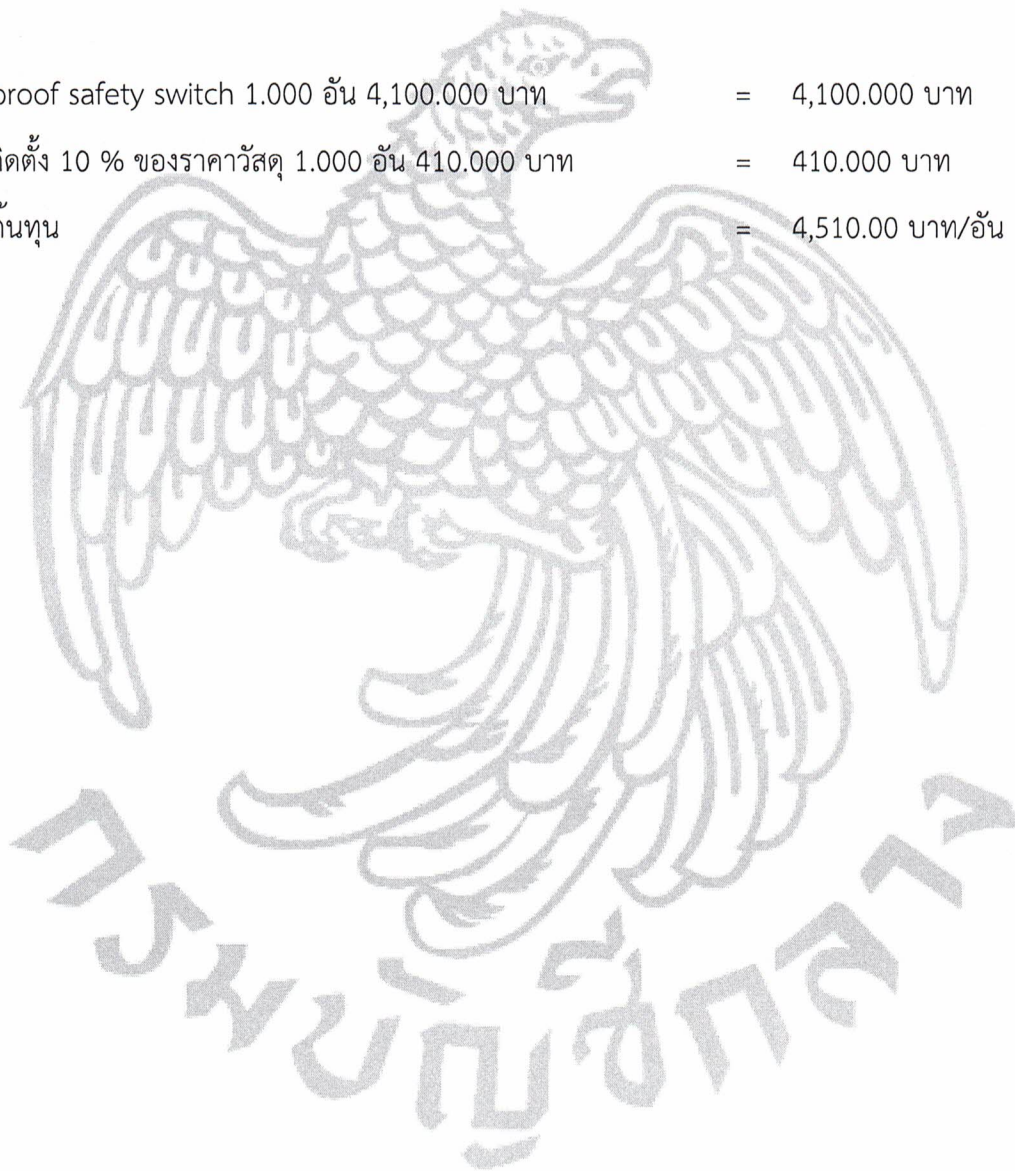 proof safety switch 1.000 อัน 4,100.000 บาท = 4,100.000 บาท
ติดตั้ง 10 % ของราคาวัสดุ 1.000 อัน 410.000 บาท = 410.000 บาท
ต้นทุน = 4,510.00 บาท/อัน
กรมบัญชีกลาง